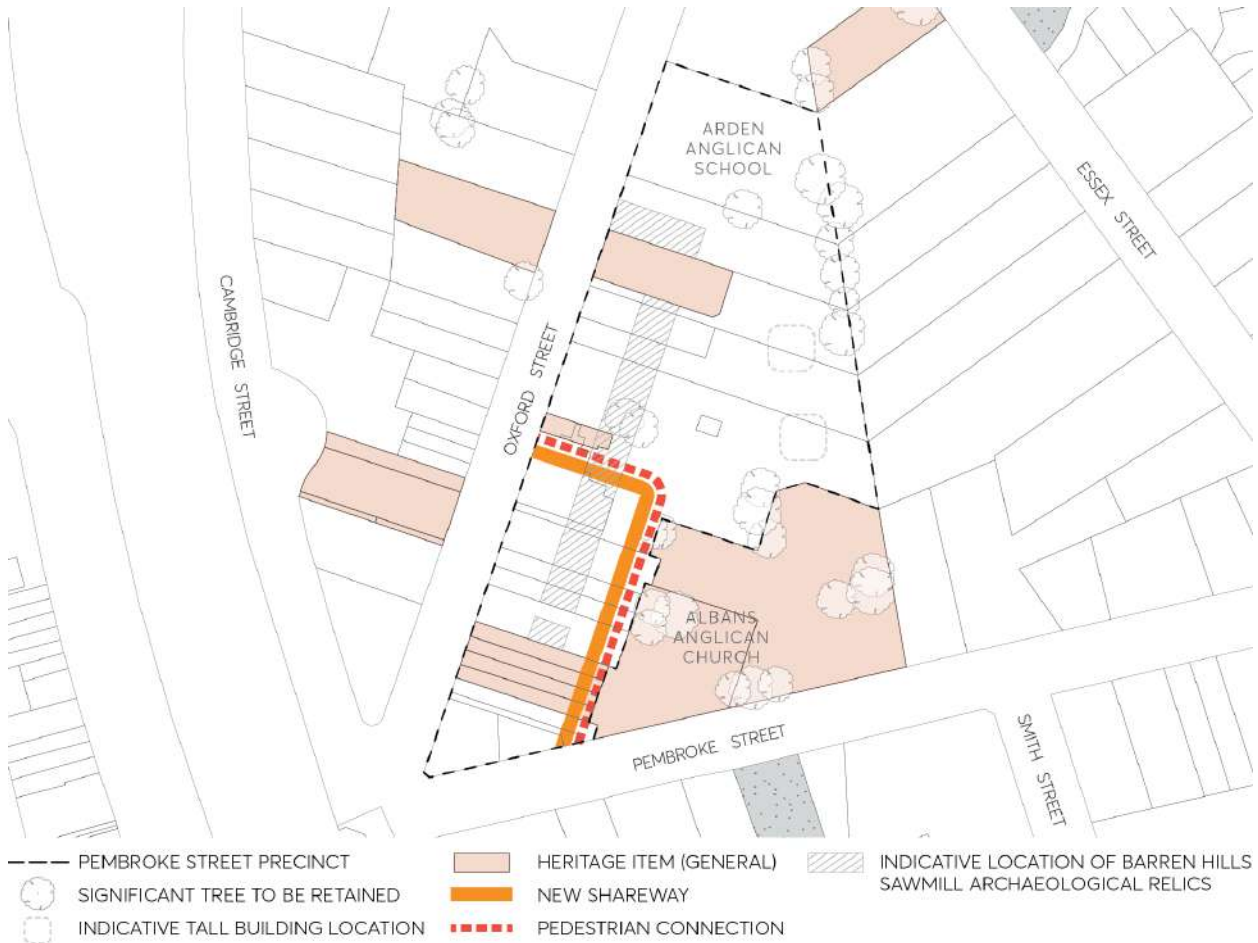 ARDEN
ANGLICAN
SCHOOL
ESSEX STREET
CAMBRIDGE STREET
OXFORD STREET
ALBANS
ANGLICAN
CHURCH
PEMBROKE STREET
SMITH STREET
PEMBROKE STREET PRECINCT
SIGNIFICANT TREE TO BE RETAINED
INDICATIVE TALL BUILDING LOCATION
HERITAGE ITEM (GENERAL)
NEW SHAREWAY
PEDESTRIAN CONNECTION
INDICATIVE LOCATION OF BARREN HILLS
SAWMILL ARCHAEOLOGICAL RELICS